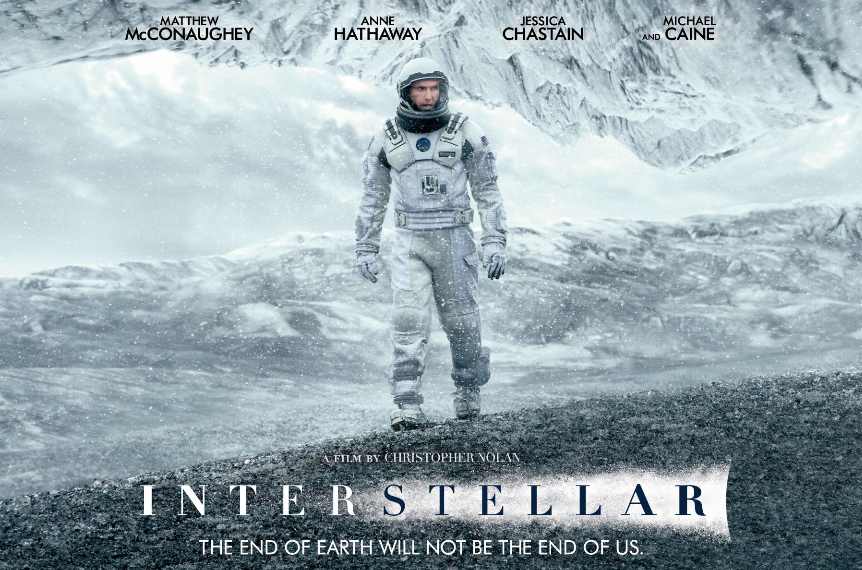 MATTHEW
McCONAUGHEY
ANNE
HATHAWAY
JESSICA
CHASTAIN
MICHAEL
AND CAINE
A FILM BY CHRISTOPHER NOLAN
INTERSTELLAR
THE END OF EARTH WILL NOT BE THE END OF US.